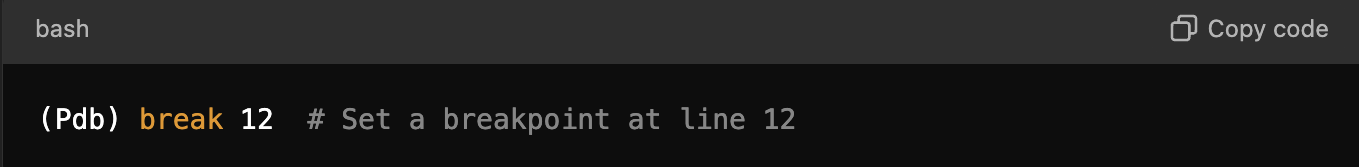 bash
Copy code
(Pdb) break 12  # Set a breakpoint at line 12